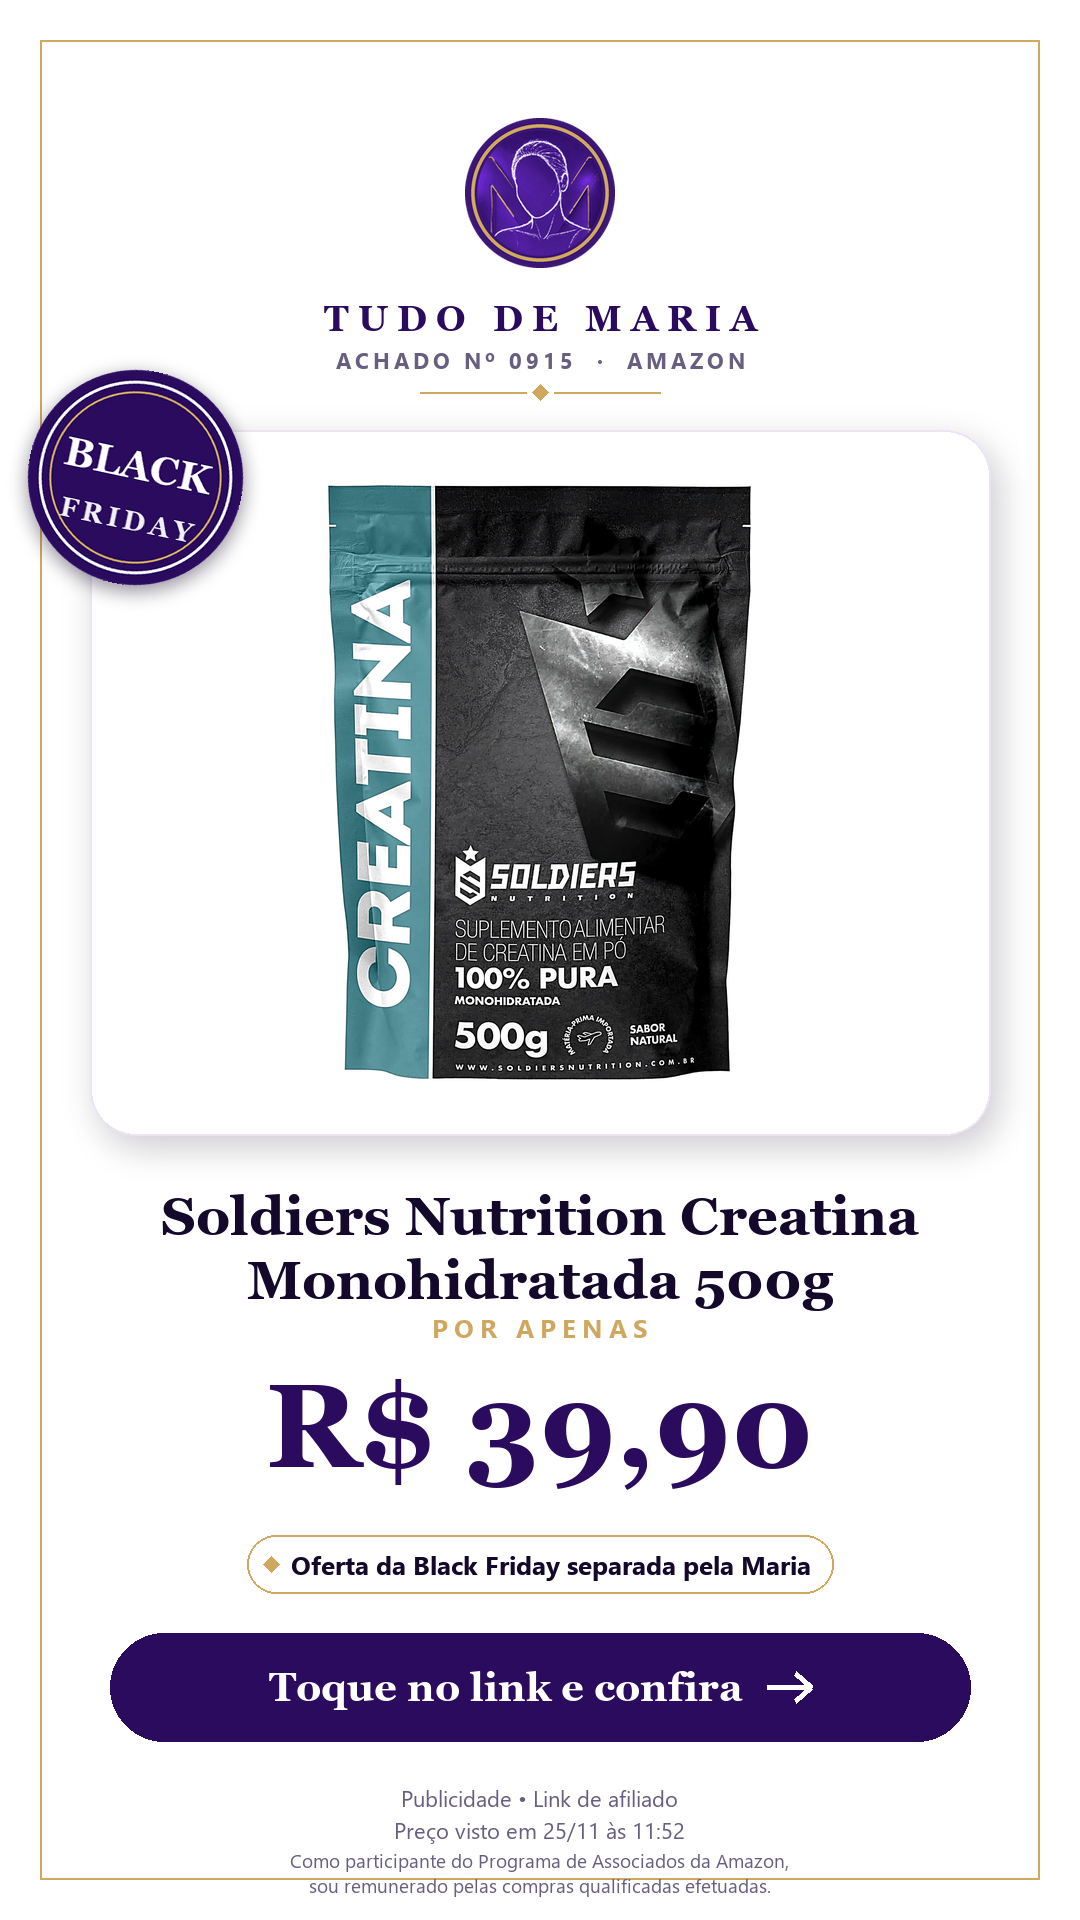 TUDO DE MARIA
ACHADO Nº 0915 · AMAZON
BLACK
FRIDAY
CREATINA
SOLDIERS
NUTRITION
SUPLEMENTO ALIMENTAR
DE CREATINA EM PÓ
100% PURA
MONOHIDRATADA
500g
MATÉRIA-PRIMA IMPORTADA
SABOR
NATURAL
WWW.SOLDIERSNUTRITION.COM.BR
Soldiers Nutrition Creatina
Monohidratada 500g
POR APENAS
R$ 39,90
Oferta da Black Friday separada pela Maria
Toque no link e confira →
Publicidade • Link de afiliado
Preço visto em 25/11 às 11:52
Como participante do Programa de Associados da Amazon,
sou remunerado pelas compras qualificadas efetuadas.